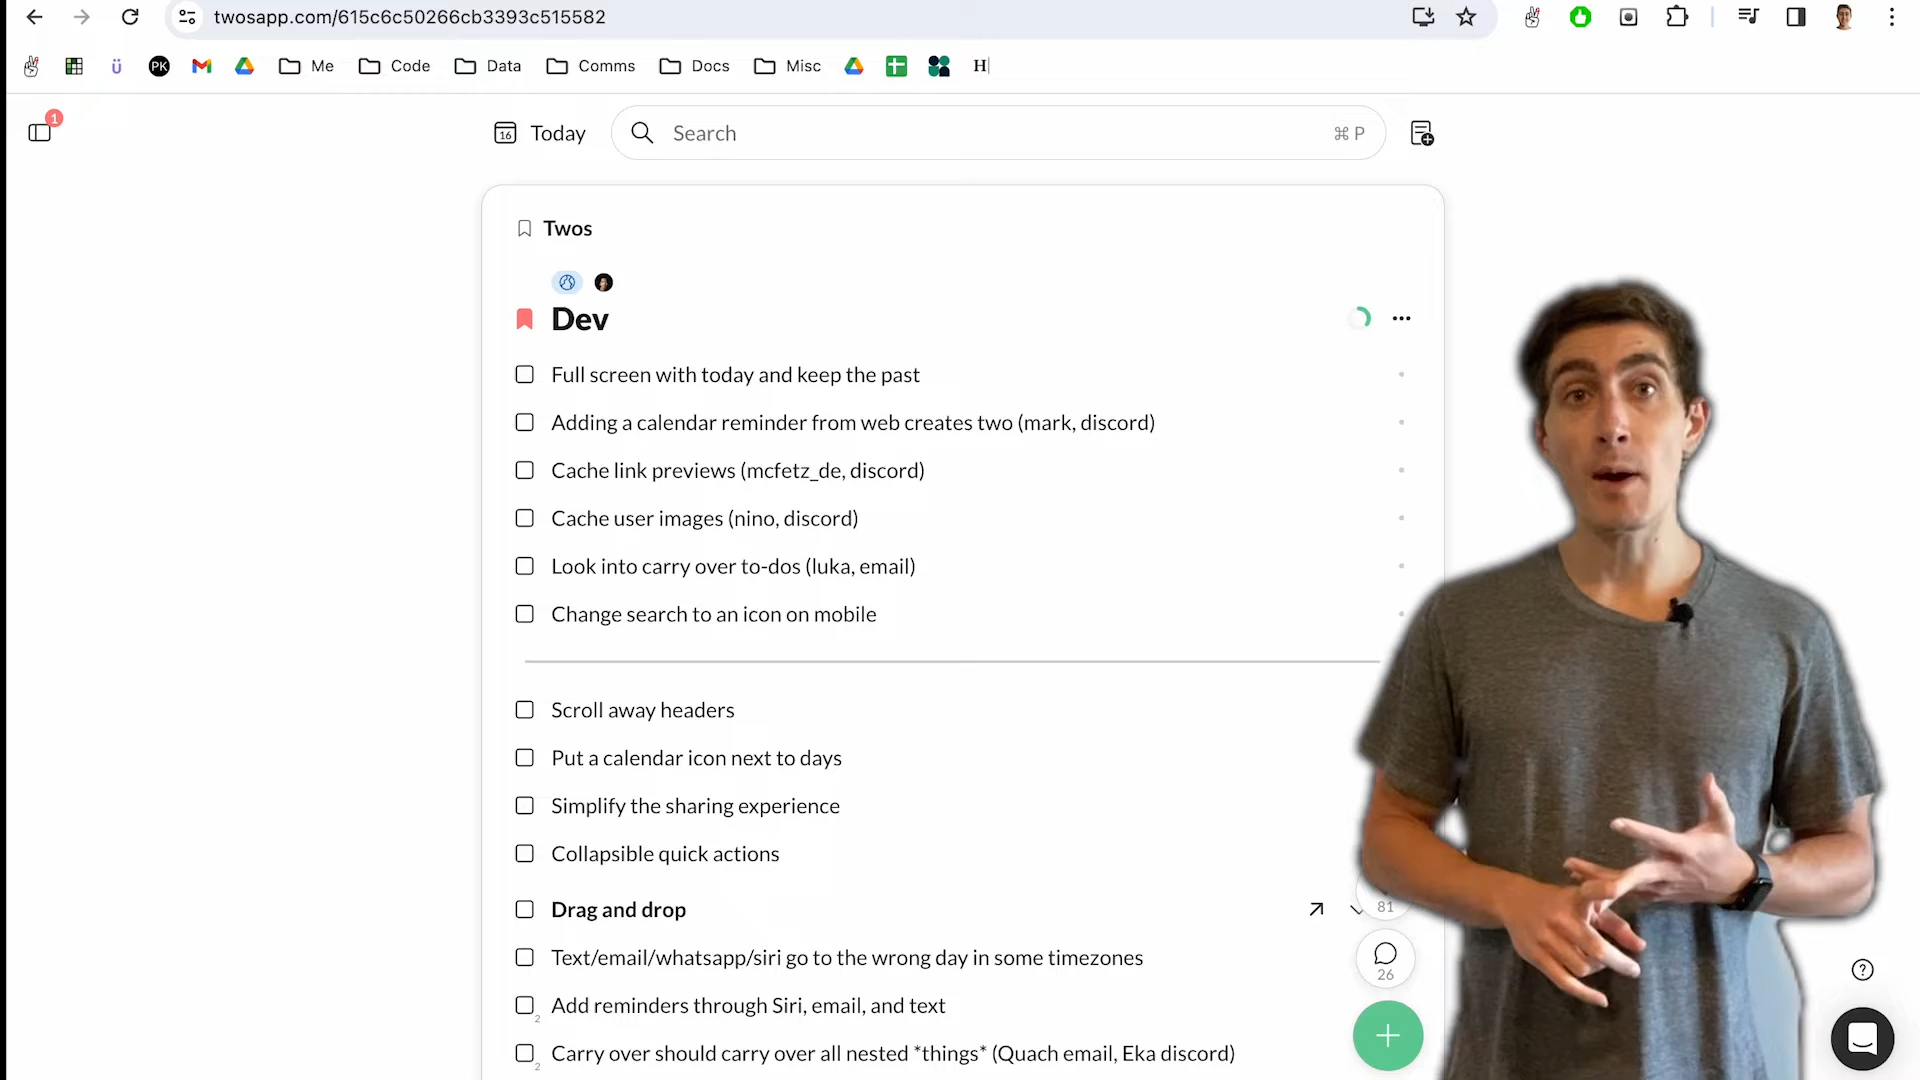 twosapp.com/615c6c50266cb3393c515582
ü PK Me Code Data Comms Docs Misc H
1
16 Today Search ⌘ P
Twos
Dev
Full screen with today and keep the past
Adding a calendar reminder from web creates two (mark, discord)
Cache link previews (mcfetz_de, discord)
Cache user images (nino, discord)
Look into carry over to-dos (luka, email)
Change search to an icon on mobile
Scroll away headers
Put a calendar icon next to days
Simplify the sharing experience
Collapsible quick actions
Drag and drop
81
Text/email/whatsapp/siri go to the wrong day in some timezones
26
2 Add reminders through Siri, email, and text
2 Carry over should carry over all nested *things* (Quach email, Eka discord)